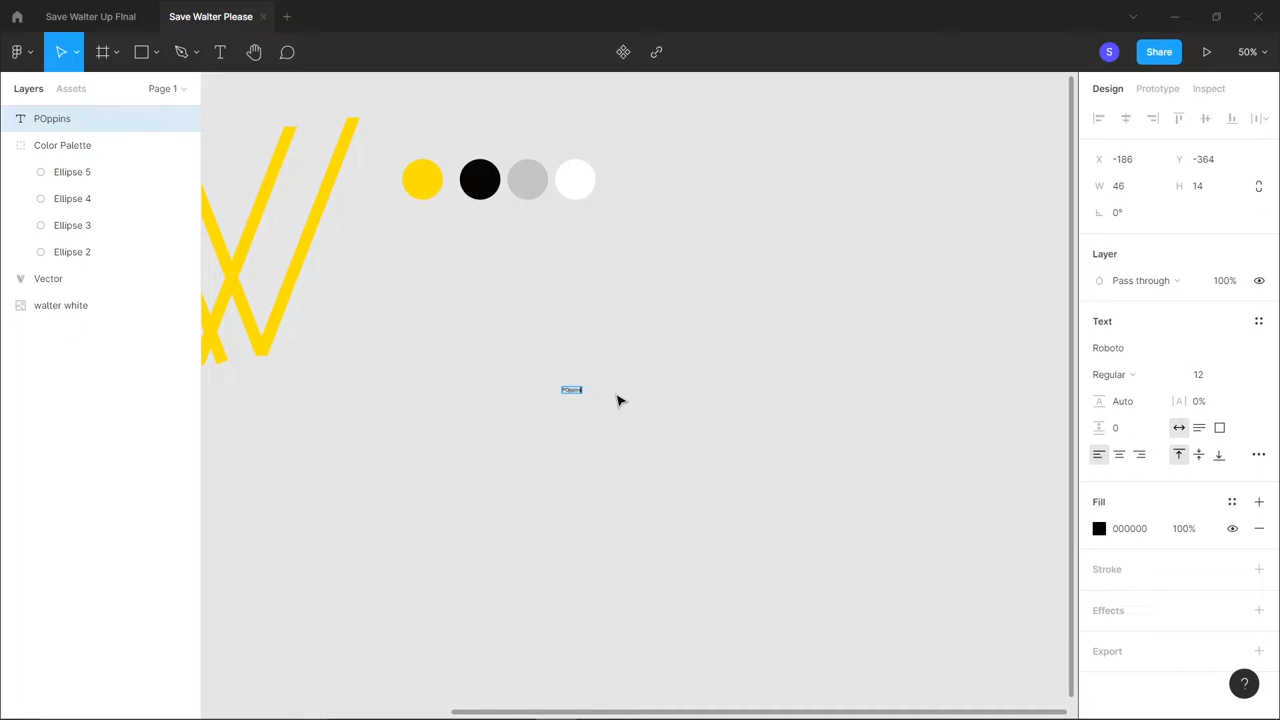 Save Walter Up FInal
Save Walter Please
S
Share
50%
Layers
Assets
Page 1
Design
Prototype
Inspect
POppins
Color Palette
Ellipse 5
Ellipse 4
Ellipse 3
Ellipse 2
Vector
walter white
POppins
X -186
Y -364
W 46
H 14
0°
Layer
Pass through
100%
Text
Roboto
Regular
12
A Auto
|A| 0%
0
Fill
000000
100%
Stroke
Effects
Export
?